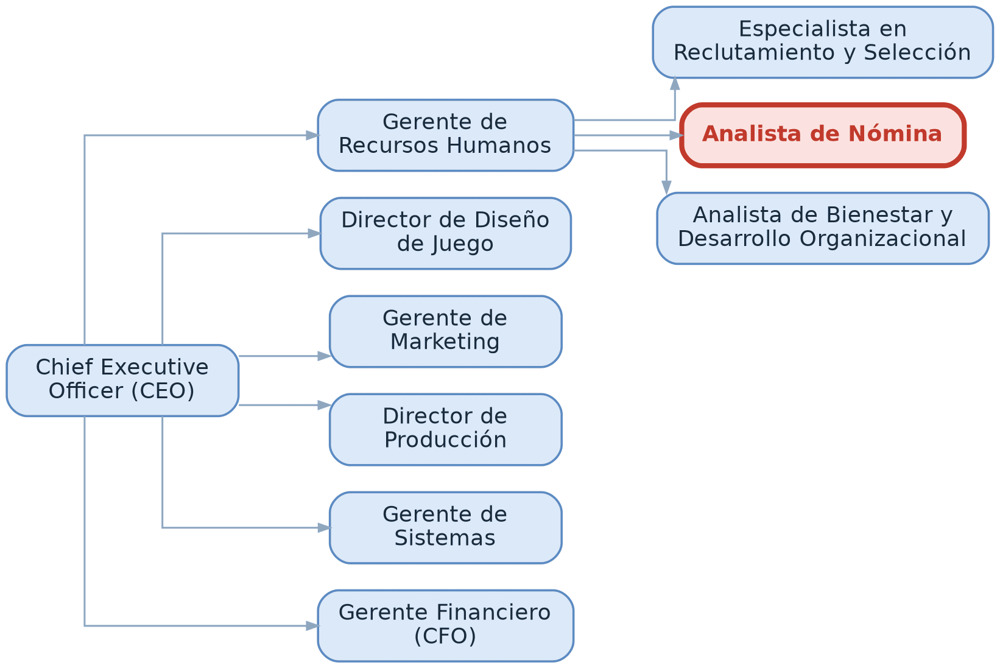 Especialista en
Reclutamiento y Selección
Gerente de
Recursos Humanos
Analista de Nómina
Analista de Bienestar y
Desarrollo Organizacional
Director de Diseño
de Juego
Gerente de
Marketing
Chief Executive
Officer (CEO)
Director de
Producción
Gerente de
Sistemas
Gerente Financiero
(CFO)